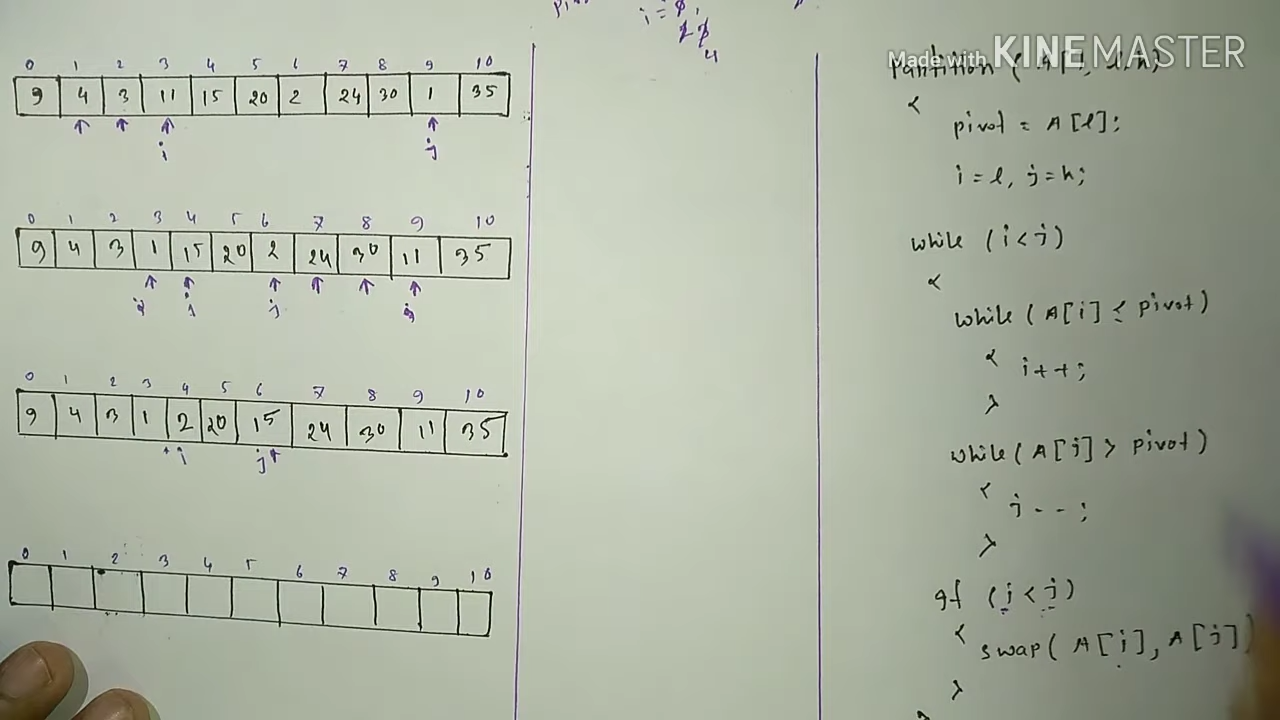 i = 0,
4
Made with KINEMASTER
0 1 2 3 4 5 6 7 8 9 10
9 4 3 11 15 20 2 24 30 1 35
i j
0 1 2 3 4 5 6 7 8 9 10
9 4 3 1 15 20 2 24 30 11 35
i i j j
0 1 2 3 4 5 6 7 8 9 10
9 4 3 1 2 20 15 24 30 11 35
i j
0 1 2 3 4 5 6 7 8 9 10
Partition (A[], l, h)
{
pivot = A[l];
i = l, j = h;
while (i < j)
{
while (A[i] ≤ pivot)
{ i++;
}
while (A[j] > pivot)
{
j--;
}
If (i < j)
{
swap( A[i], A[j])
}